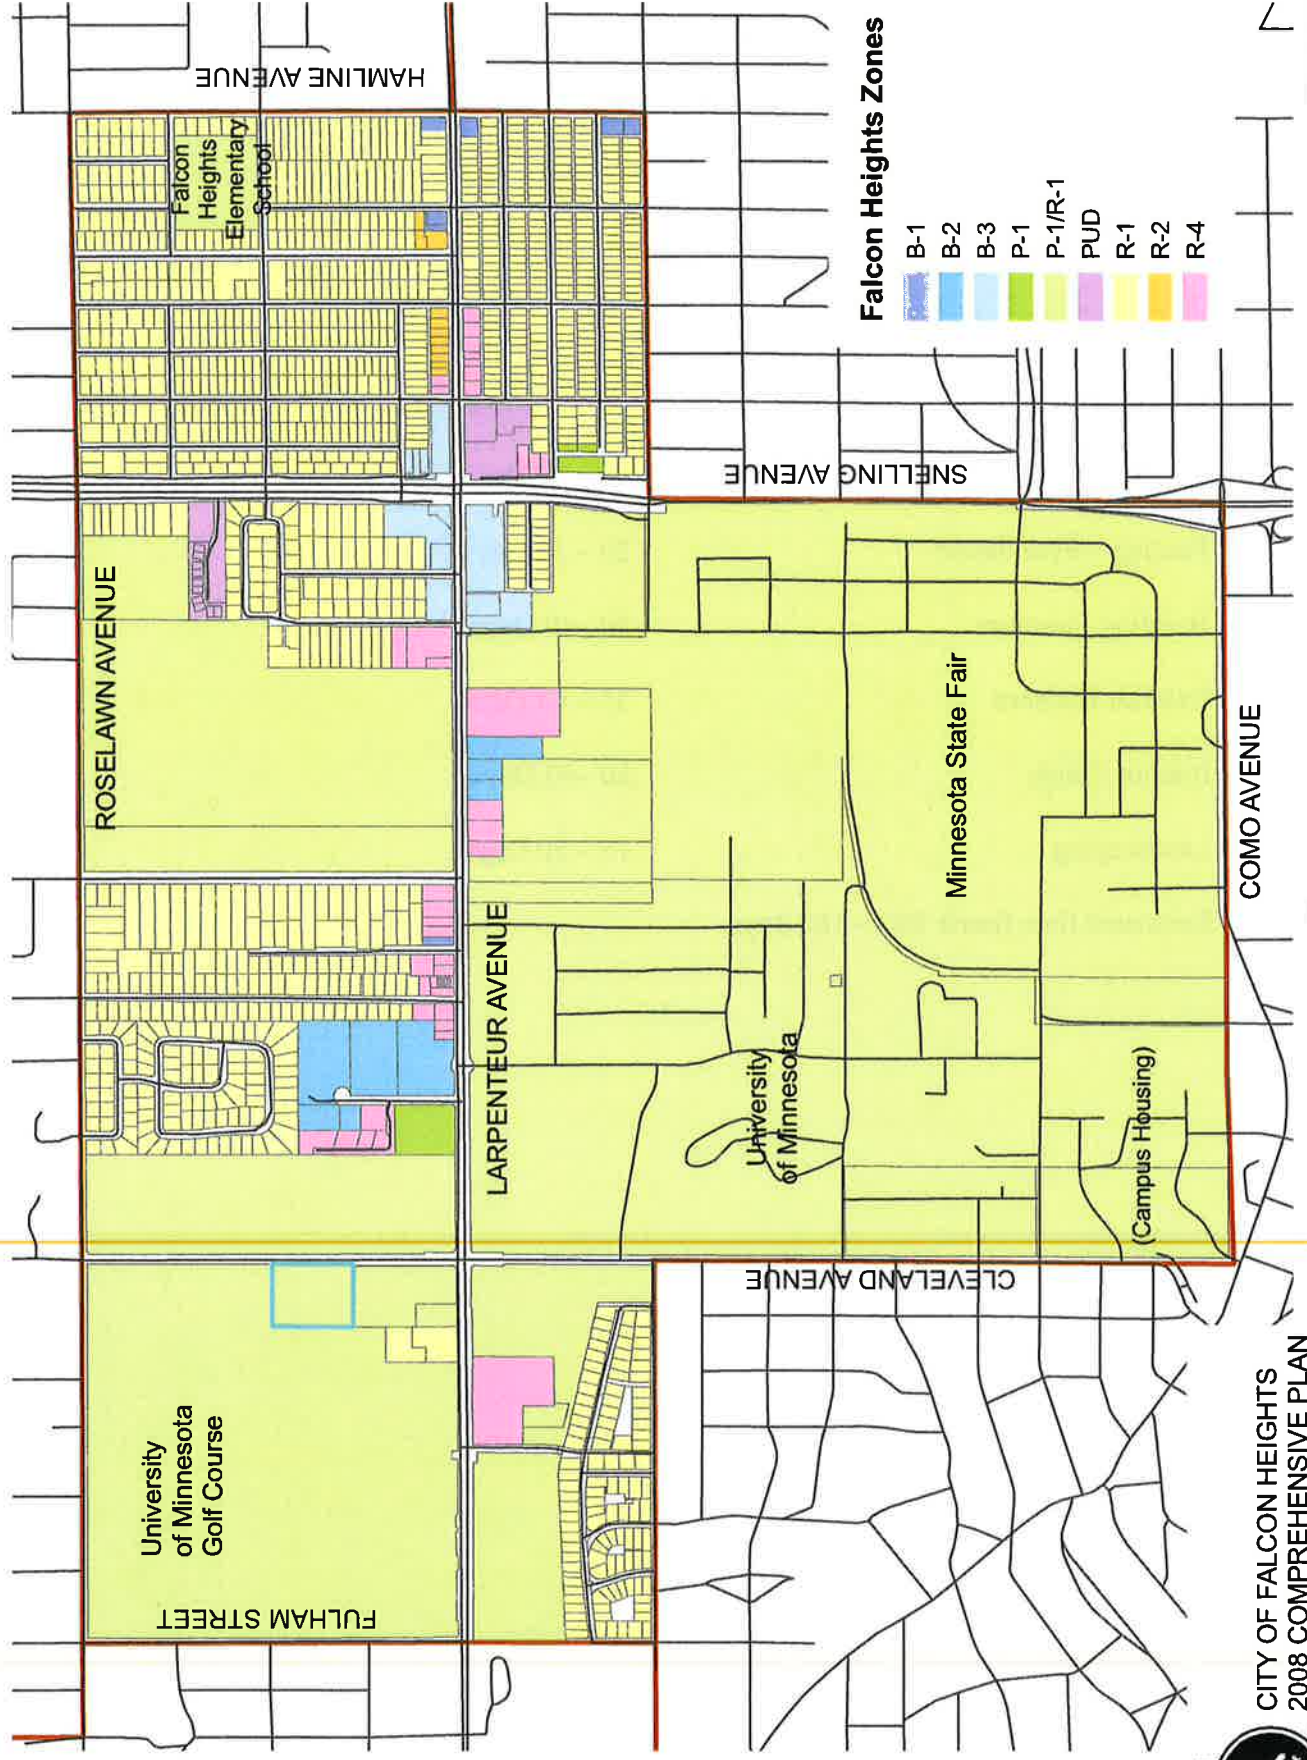 HAMLINE AVENUE
Falcon
Heights
Elementary
School
ROSELAWN AVENUE
SNELLING AVENUE
LARPENTEUR AVENUE
Minnesota State Fair
COMO AVENUE
University
of Minnesota
(Campus Housing)
CLEVELAND AVENUE
University
of Minnesota
Golf Course
FULHAM STREET
Falcon Heights Zones
B-1
B-2
B-3
P-1
P-1/R-1
PUD
R-1
R-2
R-4
CITY OF FALCON HEIGHTS
2008 COMPREHENSIVE PLAN